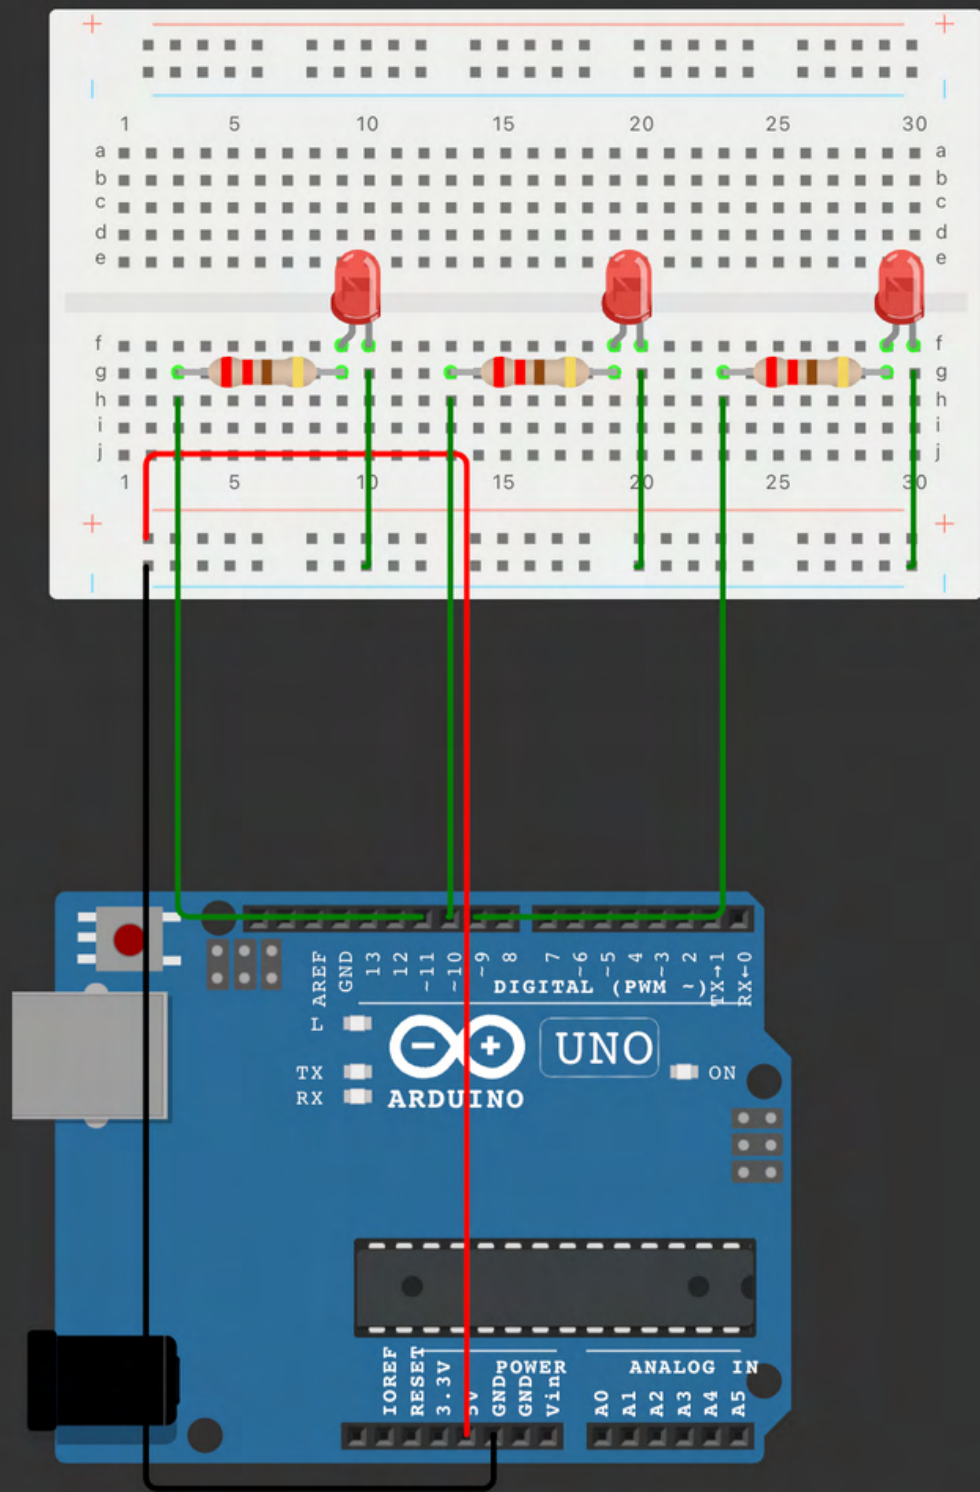 + +
| |
1 5 10 15 20 25 30
a a
b b
c c
d d
e e
f f
g g
h h
i i
j j
1 5 10 15 20 25 30
+ +
| |
AREF GND 13 12 ~11 ~10 ~9 8 7 ~6 ~5 4 ~3 2 TX→1 RX←0
DIGITAL (PWM ~)
L
UNO
TX ON
RX ARDUINO
POWER ANALOG IN
IOREF RESET 3.3V 5V GND GND Vin A0 A1 A2 A3 A4 A5